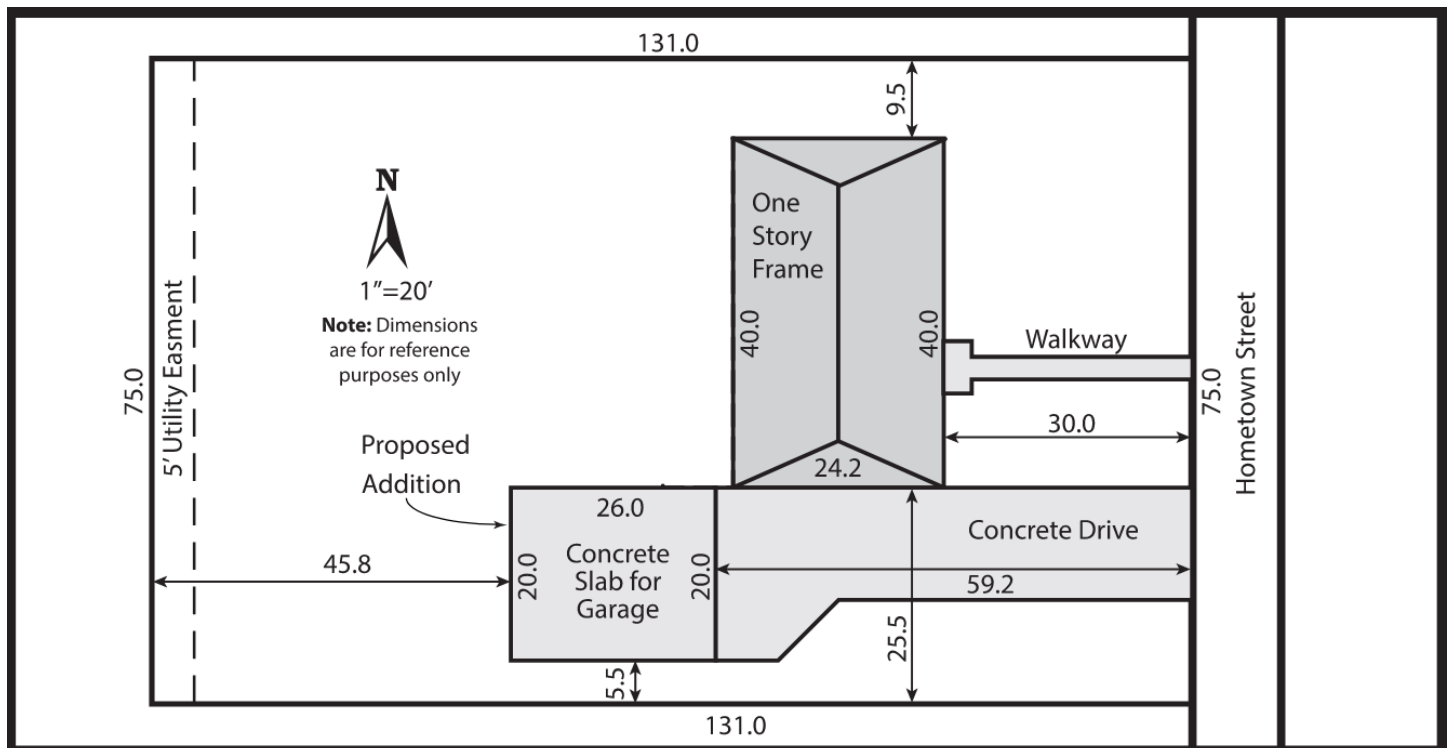 131.0
9.5
N
1”=20’
Note: Dimensions
are for reference
purposes only
One
Story
Frame
40.0
40.0
Walkway
30.0
24.2
75.0
5’ Utility Easment
75.0
Hometown Street
Proposed
Addition
26.0
20.0
Concrete
Slab for
Garage
20.0
45.8
Concrete Drive
59.2
25.5
5.5
131.0